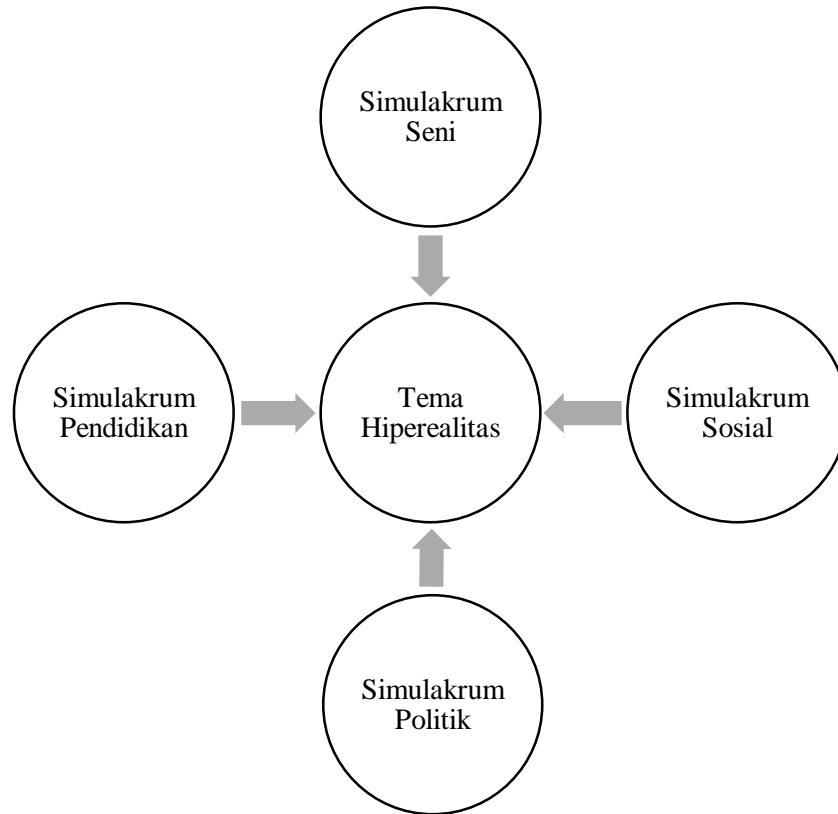 Simulakrum
Seni
Simulakrum
Pendidikan
Tema
Hiperealitas
Simulakrum
Sosial
Simulakrum
Politik